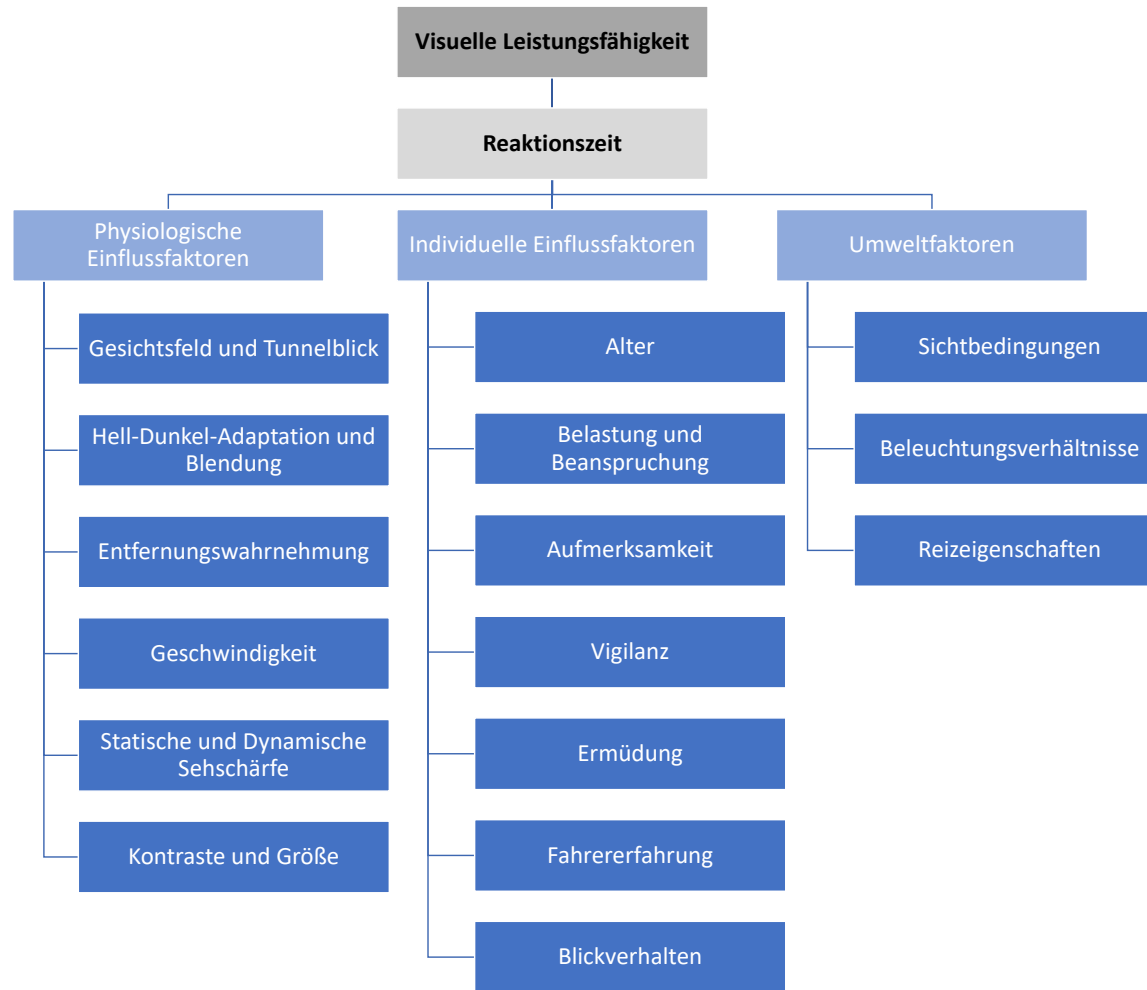 Visuelle Leistungsfähigkeit
Reaktionszeit
Physiologische
Einflussfaktoren
Gesichtsfeld und Tunnelblick
Hell-Dunkel-Adaptation und
Blendung
Entfernungswahrnehmung
Geschwindigkeit
Statische und Dynamische
Sehschärfe
Kontraste und Größe
Individuelle Einflussfaktoren
Alter
Belastung und
Beanspruchung
Aufmerksamkeit
Vigilanz
Ermüdung
Fahrererfahrung
Blickverhalten
Umweltfaktoren
Sichtbedingungen
Beleuchtungsverhältnisse
Reizeigenschaften